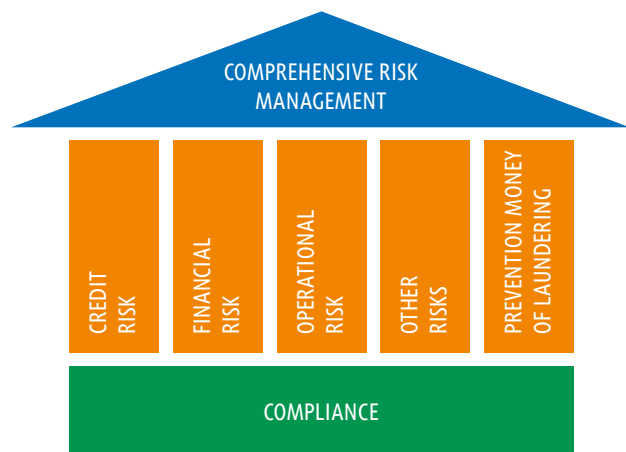 COMPREHENSIVE RISK
MANAGEMENT
CREDIT
RISK
FINANCIAL
RISK
OPERATIONAL
RISK
OTHER
RISKS
PREVENTION MONEY
OF LAUNDERING
COMPLIANCE